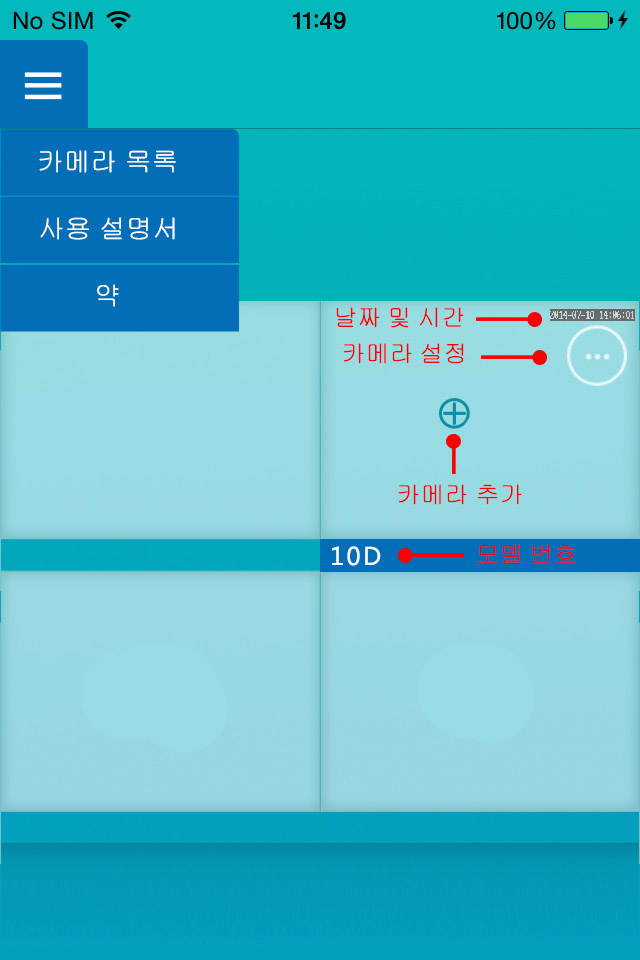 No SIM 11:49 100%
카메라 목록
사용 설명서
약
날짜 및 시간 2014-07-10 14:06:01
카메라 설정
카메라 추가
10D 모델 번호